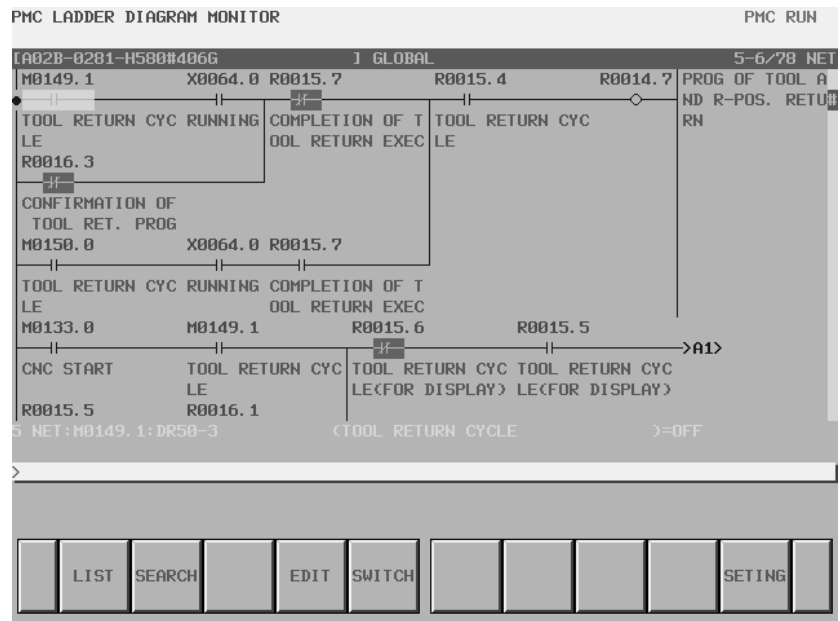 PMC LADDER DIAGRAM MONITOR PMC RUN
[A02B-0281-H580#406G ] GLOBAL 5-6/78 NET
M0149.1 X0064.0 R0015.7 R0015.4 R0014.7 PROG OF TOOL A
ND R-POS. RETU#
TOOL RETURN CYC RUNNING COMPLETION OF T TOOL RETURN CYC RN
LE OOL RETURN EXEC LE
R0016.3
CONFIRMATION OF
TOOL RET. PROG
M0150.0 X0064.0 R0015.7
TOOL RETURN CYC RUNNING COMPLETION OF T
LE OOL RETURN EXEC
M0133.0 M0149.1 R0015.6 R0015.5
>A1>
CNC START TOOL RETURN CYC TOOL RETURN CYC TOOL RETURN CYC
LE LE(FOR DISPLAY) LE(FOR DISPLAY)
R0015.5 R0016.1
5 NET:M0149.1:DR50-3 (TOOL RETURN CYCLE )=OFF
>
LIST SEARCH EDIT SWITCH SETING